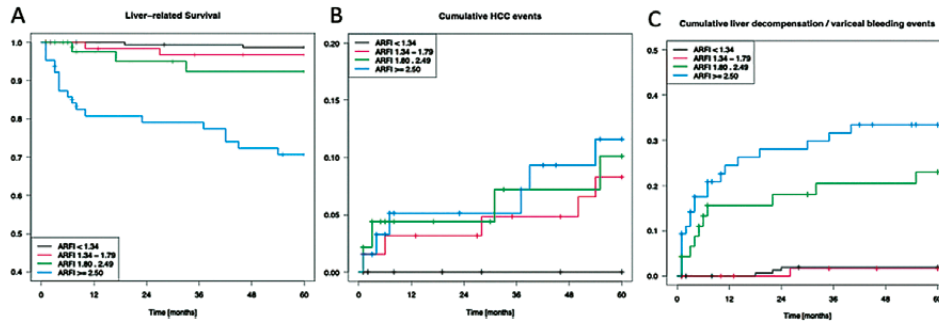 A
Liver-related Survival
1.0
0.9
0.8
0.7
0.6
0.5
0.4
ARFI < 1.34
ARFI 1.34 – 1.79
ARFI 1.80 . 2.49
ARFI >= 2.50
0 12 24 36 48 60
Time [months]
B
Cumulative HCC events
ARFI < 1.34
ARFI 1.34 – 1.79
ARFI 1.80 . 2.49
ARFI >= 2.50
0.20
0.15
0.10
0.05
0.00
0 12 24 36 48 60
Time [months]
C
Cumulative liver decompensation / variceal bleeding events
ARFI < 1.34
ARFI 1.34 – 1.79
ARFI 1.80 . 2.49
ARFI >= 2.50
0.5
0.4
0.3
0.2
0.1
0.0
0 12 24 36 48 60
Time [months]